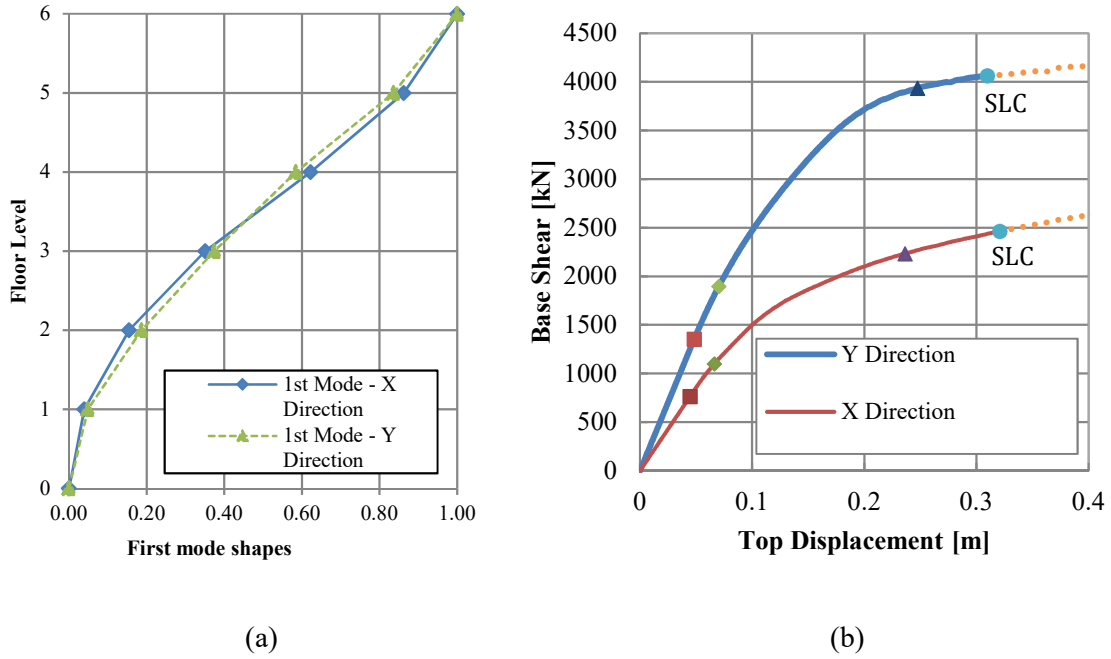 6
5
4
3
2
1
0
Floor Level
0.00 0.20 0.40 0.60 0.80 1.00
First mode shapes
1st Mode - X
Direction
1st Mode - Y
Direction
(a)
4500
4000
3500
3000
2500
2000
1500
1000
500
0
Base Shear [kN]
0 0.1 0.2 0.3 0.4
Top Displacement [m]
SLC
SLC
Y Direction
X Direction
(b)